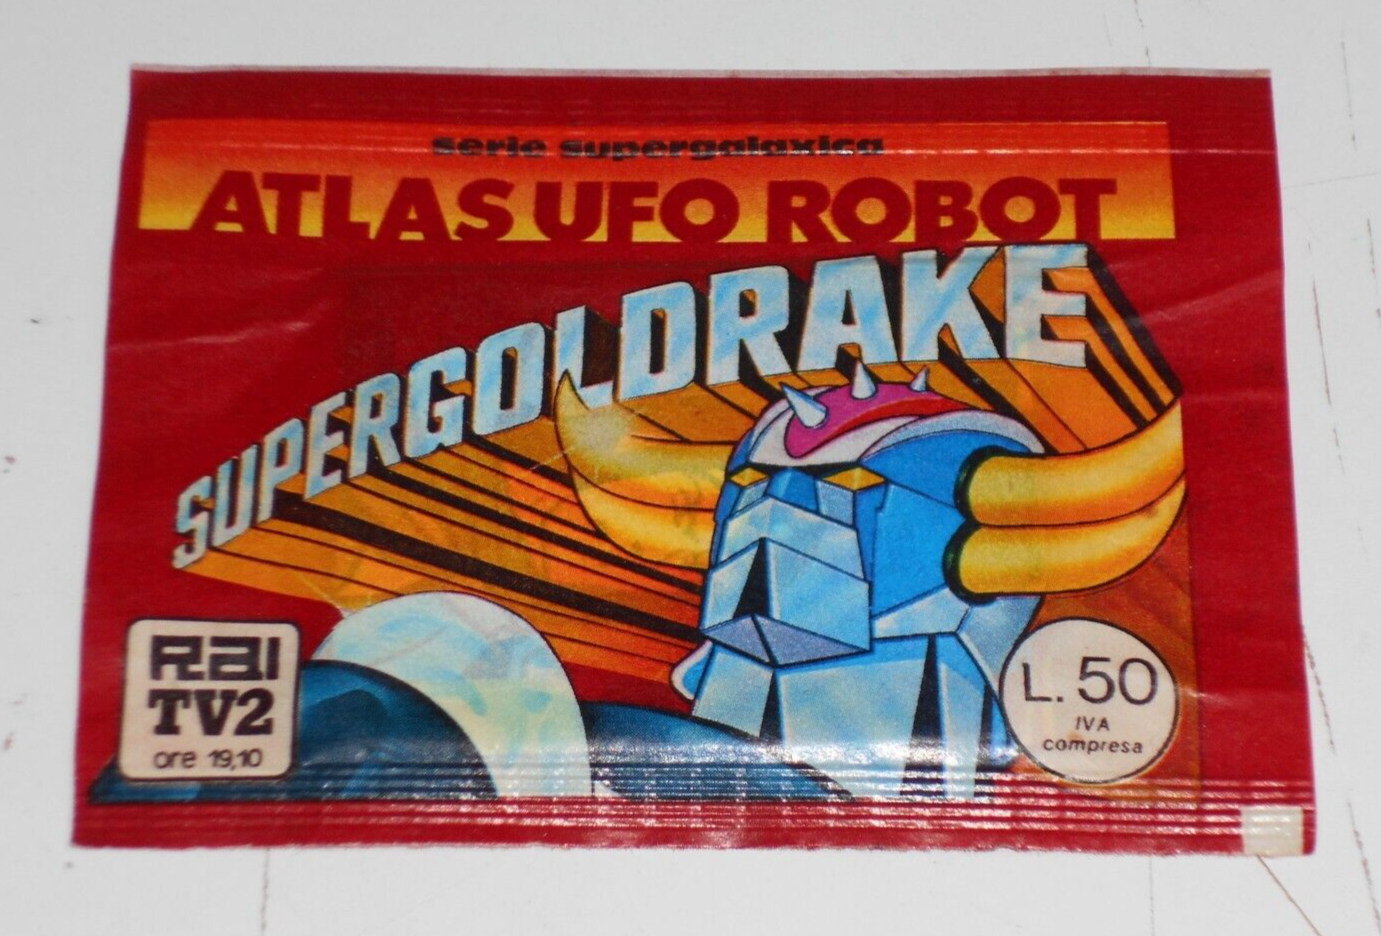 serie supergalaxica
ATLAS UFO ROBOT
SUPERGOLDRAKE
RAI
TV2
ore 19,10
L. 50
IVA
compresa